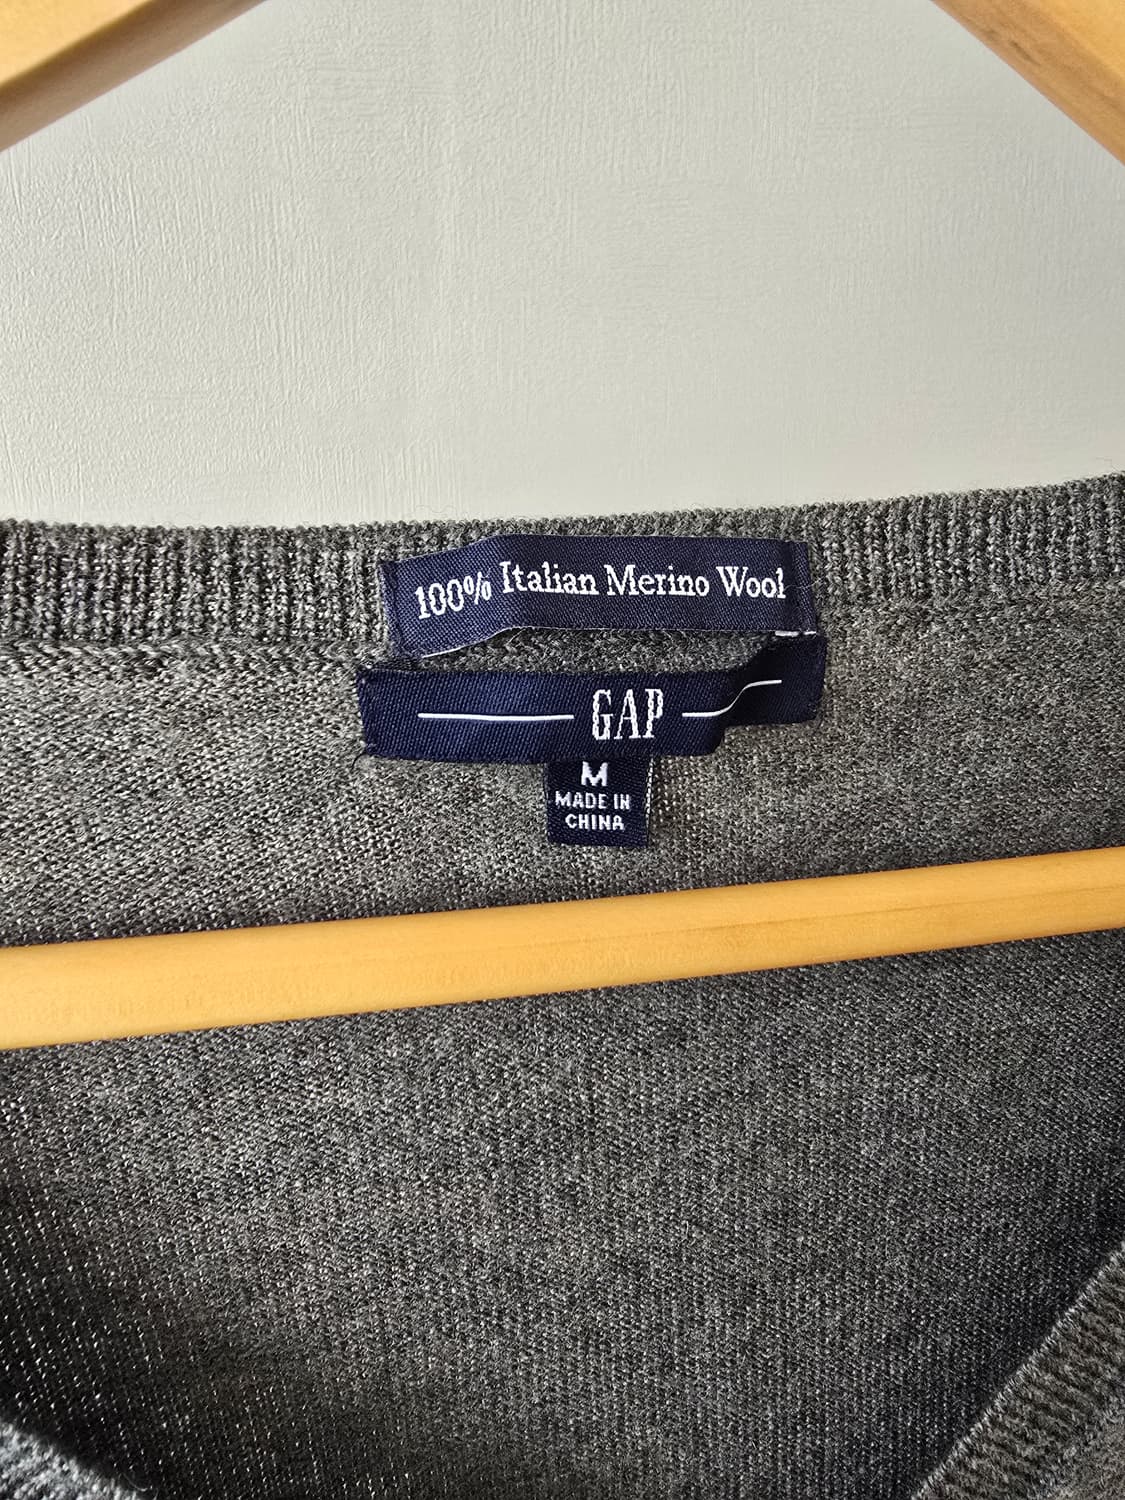 100% Italian Merino Wool
GAP
M
MADE IN
CHINA